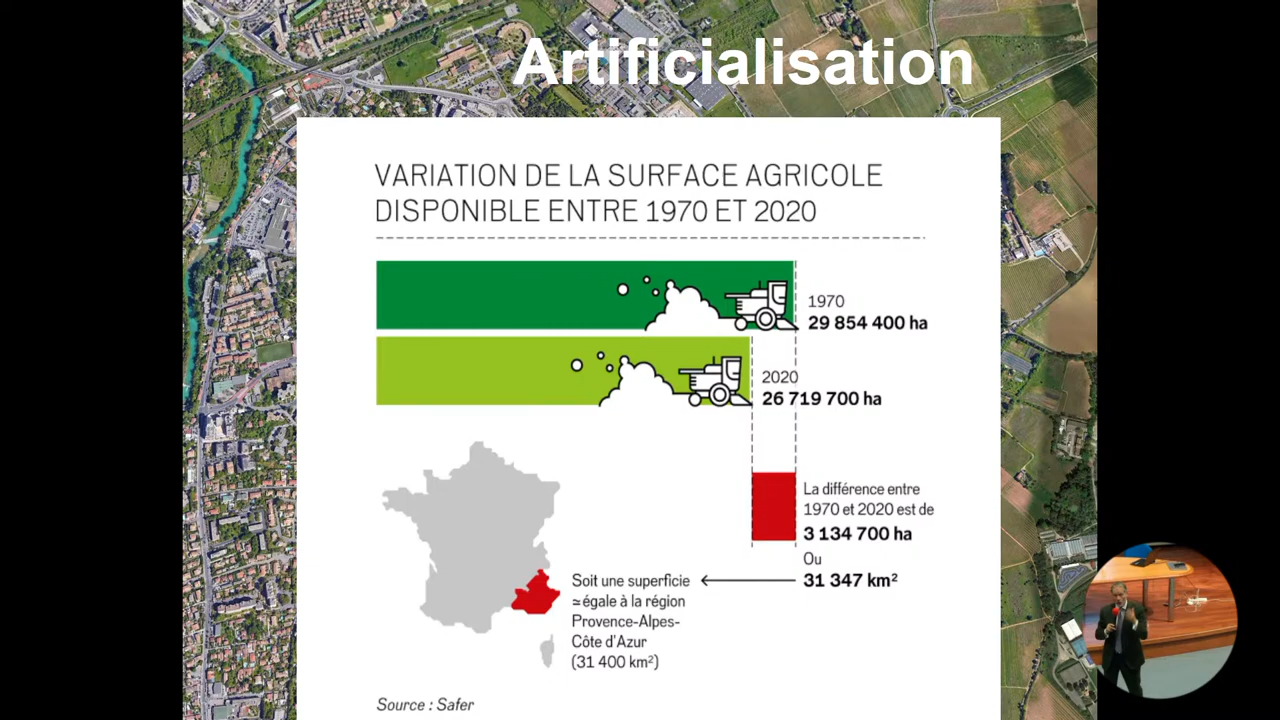 Artificialisation
VARIATION DE LA SURFACE AGRICOLE
DISPONIBLE ENTRE 1970 ET 2020
1970
29 854 400 ha
2020
26 719 700 ha
La différence entre
1970 et 2020 est de
3 134 700 ha
Ou
31 347 km²
Soit une superficie
≃ égale à la région
Provence-Alpes-
Côte d'Azur
(31 400 km²)
Source : Safer